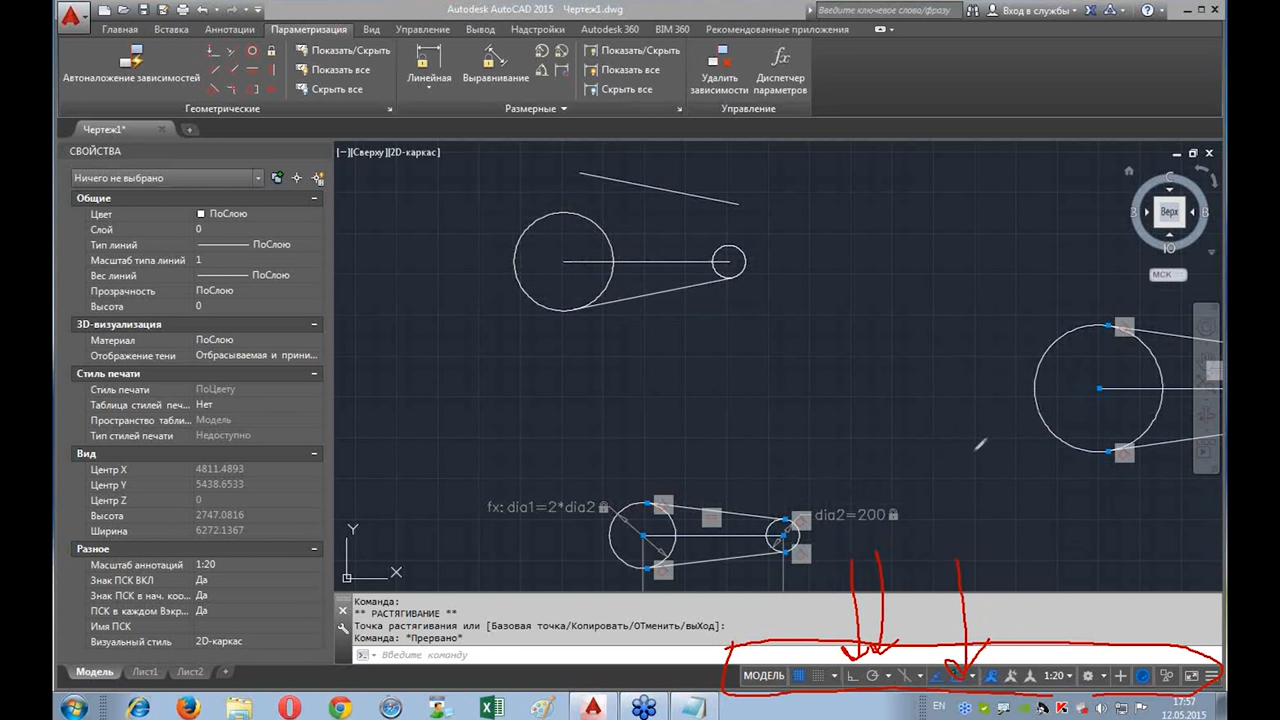 Autodesk AutoCAD 2015 Чертеж1.dwg
Введите ключевое слово/фразу
Вход в службы
Главная Вставка Аннотации Параметризация Вид Управление Вывод Надстройки Autodesk 360 BIM 360 Рекомендованные приложения
Автоналожение зависимостей
Показать/Скрыть
Показать все
Скрыть все
Линейная
Выравнивание
Показать/Скрыть
Показать все
Скрыть все
Удалить зависимости
fx
Диспетчер параметров
Геометрические
Размерные
Управление
Чертеж1*
СВОЙСТВА
[−][Сверху][2D-каркас]
Ничего не выбрано
Общие
Цвет ПоСлою
Слой 0
Тип линий ПоСлою
Масштаб типа линий 1
Вес линий ПоСлою
Прозрачность ПоСлою
Высота 0
3D-визуализация
Материал ПоСлою
Отображение тени Отбрасываемая и прини...
Стиль печати
Стиль печати ПоЦвету
Таблица стилей печ... Нет
Пространство табли... Модель
Тип стилей печати Недоступно
Вид
Центр X 4811.4893
Центр Y 5438.6533
Центр Z 0
Высота 2747.0816
Ширина 6272.1367
Разное
Масштаб аннотаций 1:20
Знак ПСК ВКЛ Да
Знак ПСК в нач. коо... Да
ПСК в каждом Вэкр... Да
Имя ПСК
Визуальный стиль 2D-каркас
С
В Верх В
Ю
МСК
fx: dia1=2*dia2
dia2=200
Y
X
Команда:
** РАСТЯГИВАНИЕ **
Точка растягивания или [Базовая точка/Копировать/ОТменить/выХод]:
Команда: *Прервано*
Введите команду
Модель Лист1 Лист2 +
МОДЕЛЬ
1:20
EN
17:57
12.05.2015